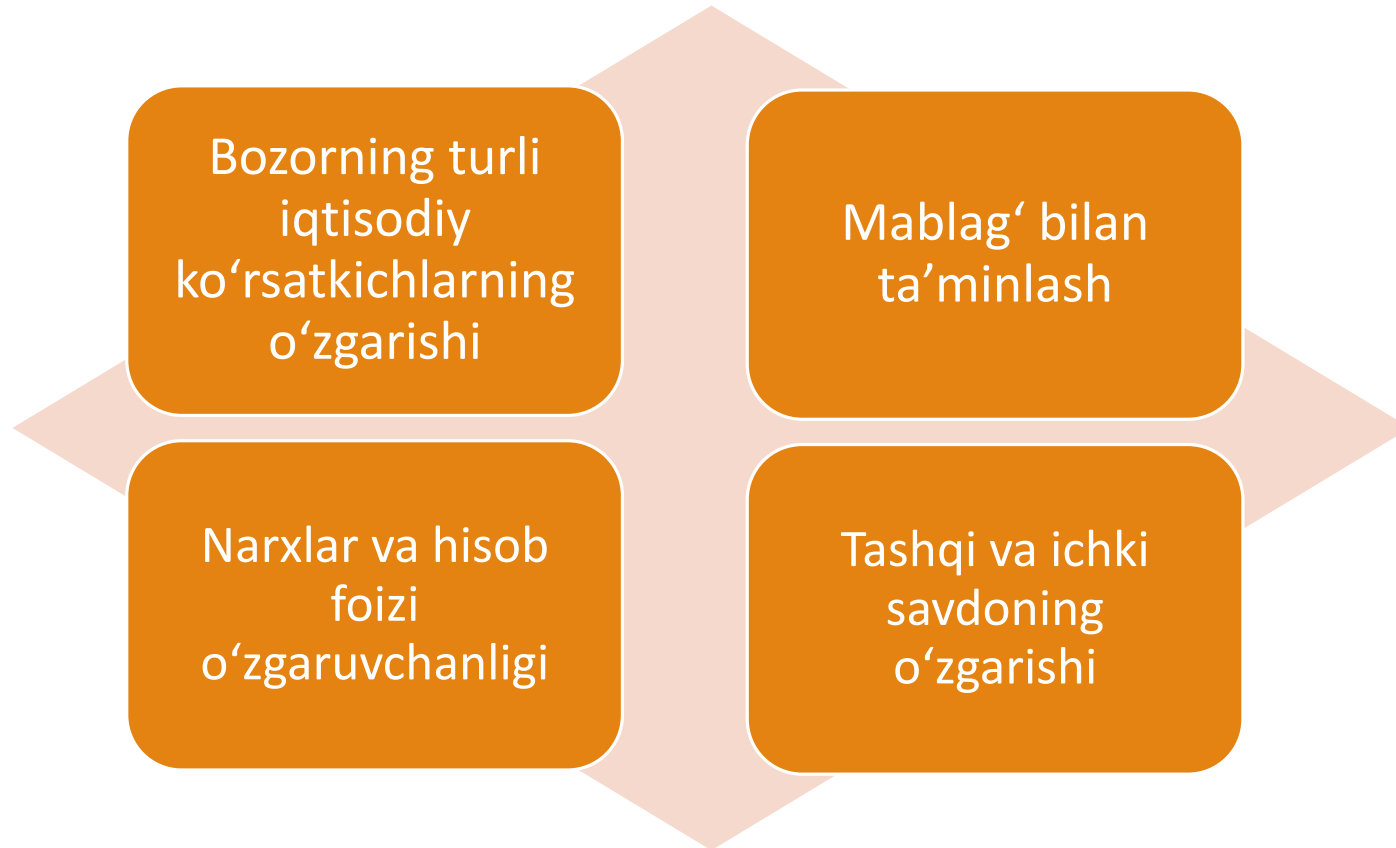 Bozorning turli
iqtisodiy
ko‘rsatkichlarning
o‘zgarishi
Mablag‘ bilan
ta’minlash
Narxlar va hisob
foizi
o‘zgaruvchanligi
Tashqi va ichki
savdoning
o‘zgarishi